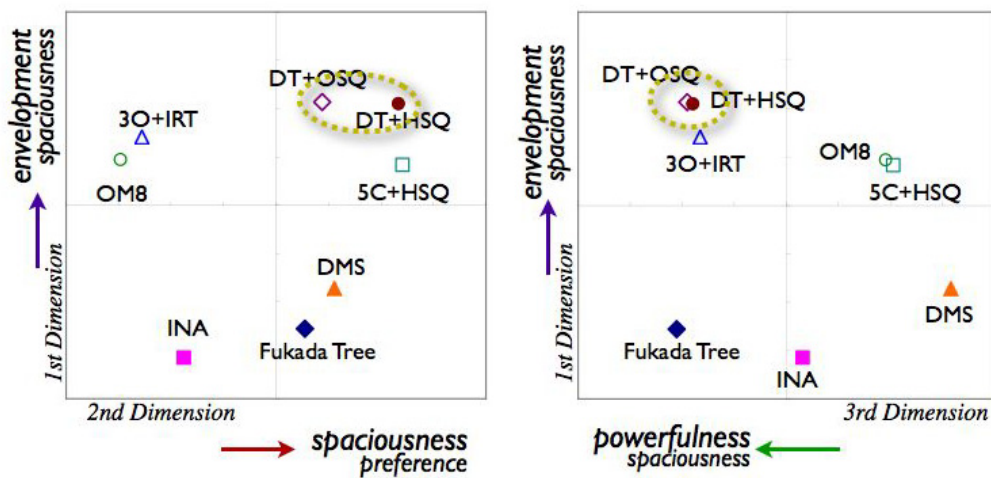 envelopment
spaciousness
1st Dimension
DT+OSQ
3O+IRT
DT+HSQ
OM8
5C+HSQ
DMS
INA
Fukada Tree
2nd Dimension
spaciousness
preference
envelopment
spaciousness
1st Dimension
DT+OSQ
DT+HSQ
3O+IRT
OM8
5C+HSQ
DMS
Fukada Tree
INA
3rd Dimension
powerfulness
spaciousness